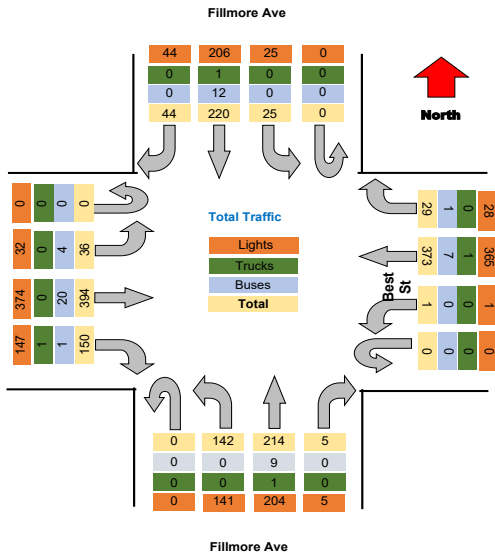 Fillmore Ave
44 206 25 0
0 1 0 0
0 12 0 0
44 220 25 0
North
0 0 0 0
32 0 4 36
374 0 20 394
147 1 1 150
Total Traffic
Lights
Trucks
Buses
Total
Best St
29 1 0 28
373 7 1 365
1 0 0 1
0 0 0 0
0 142 214 5
0 0 9 0
0 0 1 0
0 141 204 5
Fillmore Ave